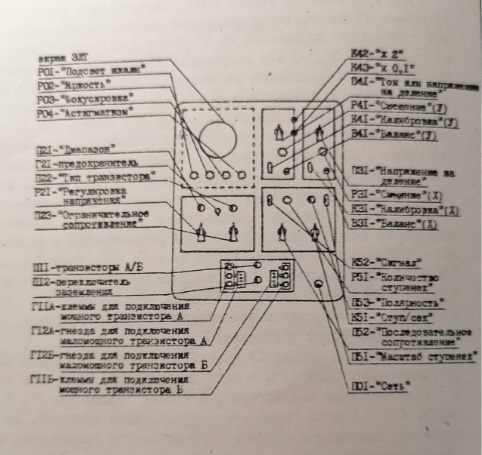 экран ЭЛТ
Р01-"Подсвет шкалы"
Р02-"Яркость"
Р03-"Фокусировка"
Р04-"Астигматизм"
П21-"Диапазон"
Г21-предохранитель
П22-"Тип транзистора"
Р21-"Регулировка
напряжения"
П23-"Ограничительное
сопротивление"
П11-транзисторы А/Б
П12-переключатель
заземления
Г11А-клеммы для подключения
мощного транзистора А
Г12А-гнезда для подключения
маломощного транзистора А
Г12Б-гнезда для подключения
маломощного транзистора Б
Г11Б-клеммы для подключения
мощного транзистора Б
К42-"х 2"
К43-"х 0,1"
П41-"Ток или напряжение
на деление"
Р41-"Смещение"(У)
К41-"Калибровка"(У)
В41-"Баланс"(У)
П31-"Напряжение на
деление"
Р31-"Смещение"(Х)
К31-"Калибровка"(Х)
В31-"Баланс"(Х)
К52-"Сигнал"
Р51-"Количество
ступенек"
П53-"Полярность"
К51-"Ступ/сек"
П52-"Последовательное
сопротивление"
П51-"Масштаб ступенек"
П01-"Сеть"